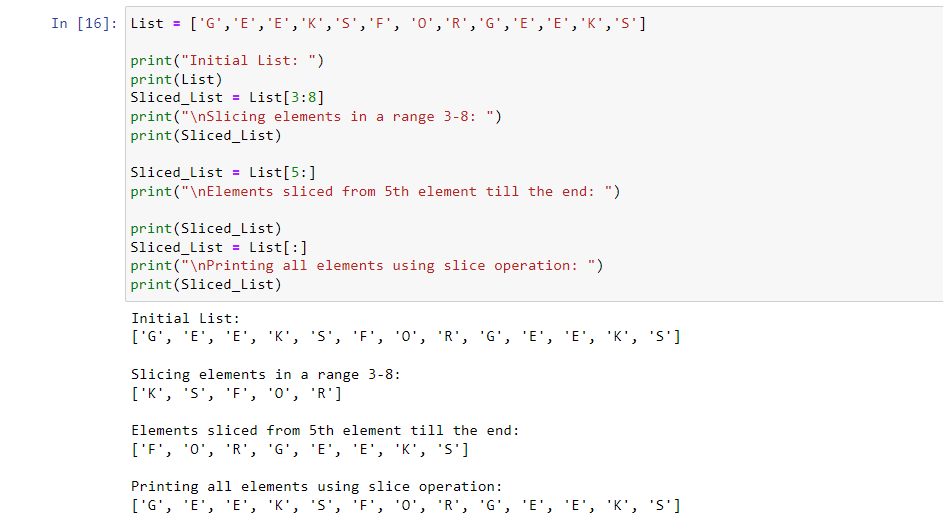 In [16]: List = ['G','E','E','K','S','F', 'O','R','G','E','E','K','S']
print("Initial List: ")
print(List)
Sliced_List = List[3:8]
print("\nSlicing elements in a range 3-8: ")
print(Sliced_List)
Sliced_List = List[5:]
print("\nElements sliced from 5th element till the end: ")
print(Sliced_List)
Sliced_List = List[:]
print("\nPrinting all elements using slice operation: ")
print(Sliced_List)
Initial List:
['G', 'E', 'E', 'K', 'S', 'F', 'O', 'R', 'G', 'E', 'E', 'K', 'S']
Slicing elements in a range 3-8:
['K', 'S', 'F', 'O', 'R']
Elements sliced from 5th element till the end:
['F', 'O', 'R', 'G', 'E', 'E', 'K', 'S']
Printing all elements using slice operation:
['G', 'E', 'E', 'K', 'S', 'F', 'O', 'R', 'G', 'E', 'E', 'K', 'S']